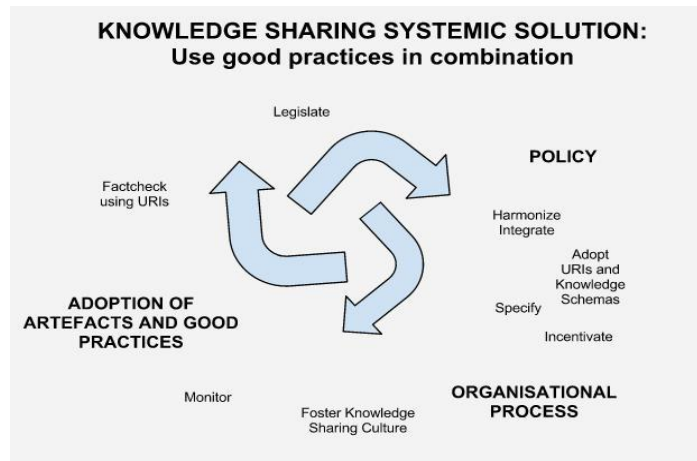 KNOWLEDGE SHARING SYSTEMIC SOLUTION:
Use good practices in combination
Legislate
POLICY
Factcheck
using URIs
Harmonize
Integrate
Adopt
URIs and
Knowledge
Schemas
Specify
Incentivate
ADOPTION OF
ARTEFACTS AND GOOD
PRACTICES
ORGANISATIONAL
PROCESS
Monitor
Foster Knowledge
Sharing Culture